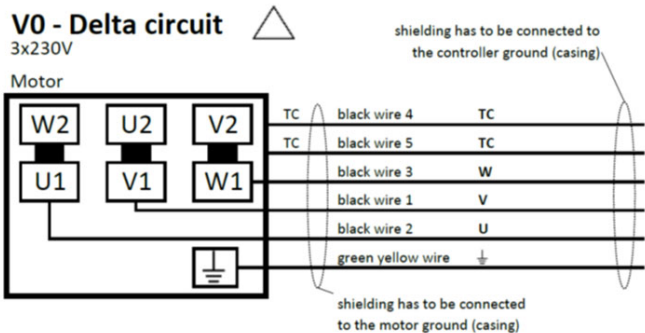 V0 - Delta circuit
3x230V
shielding has to be connected to
the controller ground (casing)
Motor
W2 U2 V2
U1 V1 W1
TC black wire 4 TC
TC black wire 5 TC
black wire 3 W
black wire 1 V
black wire 2 U
green yellow wire
shielding has to be connected
to the motor ground (casing)